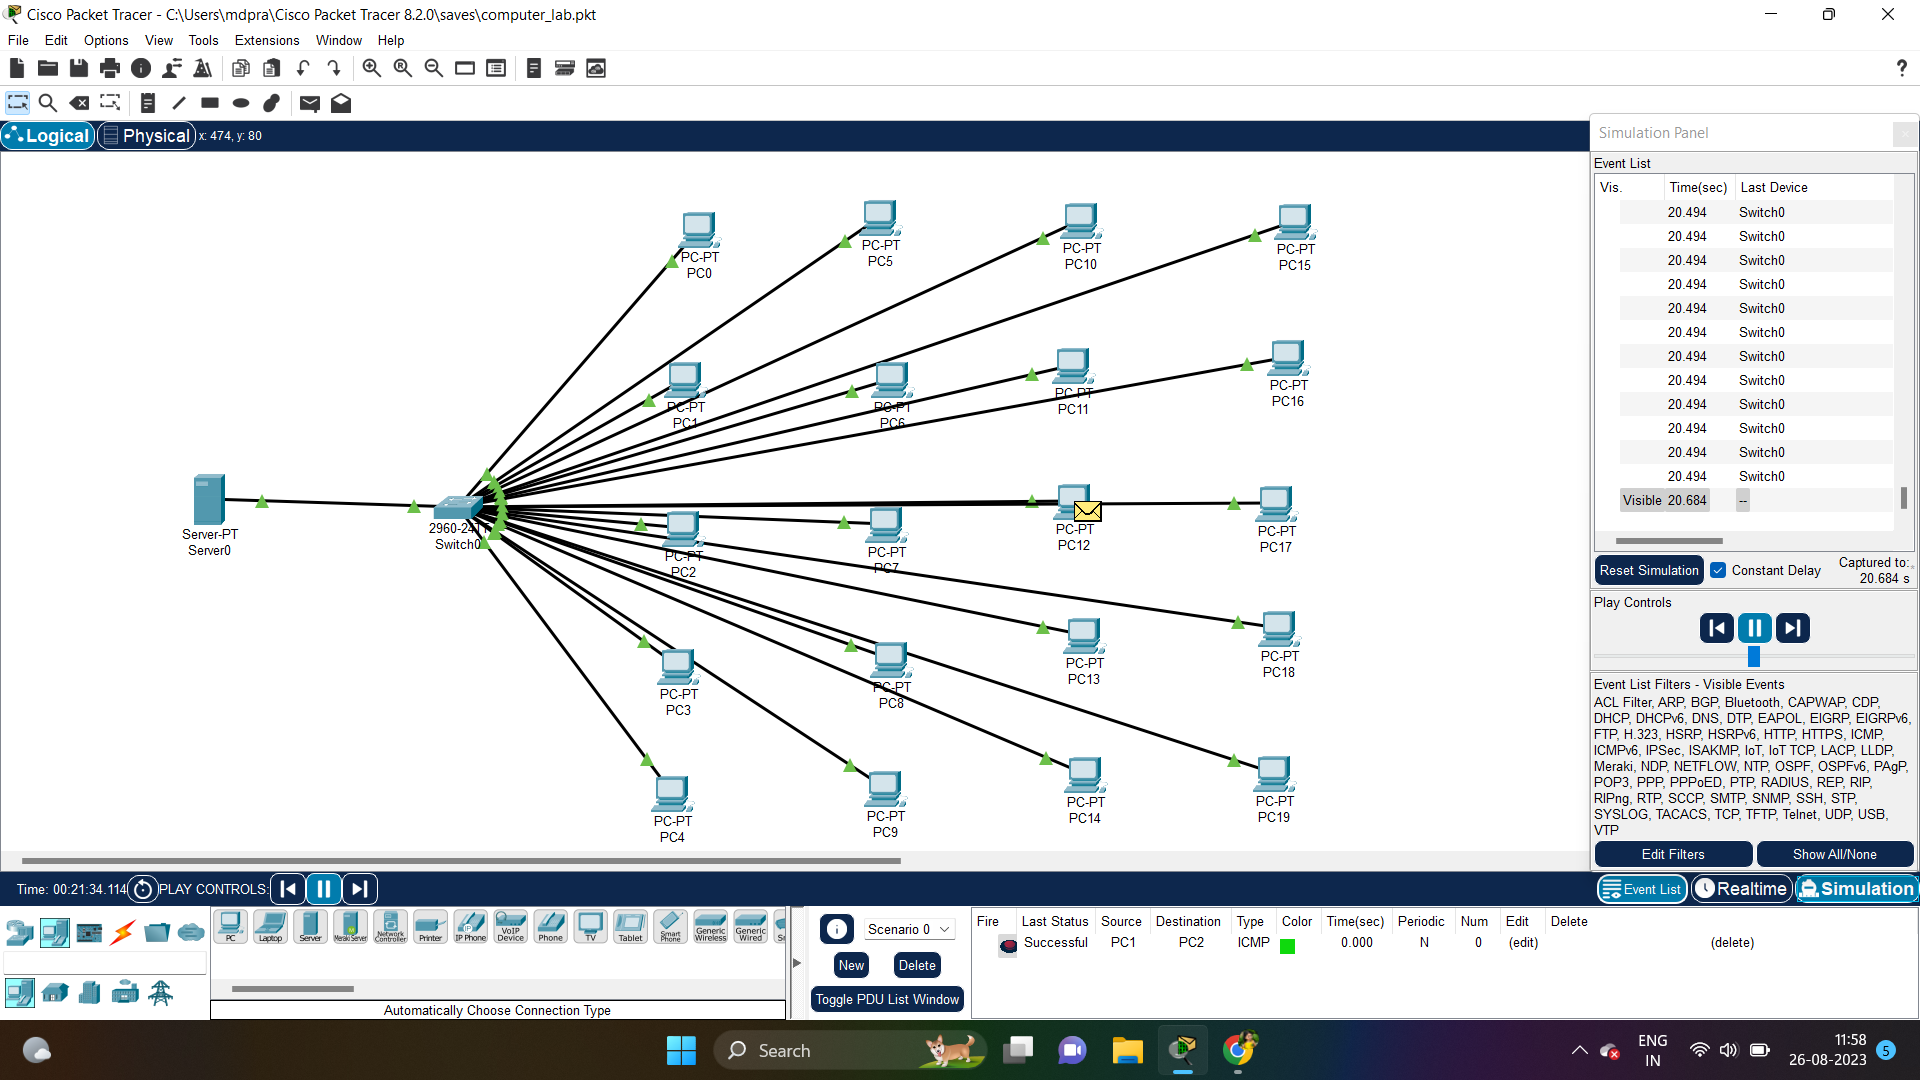 Cisco Packet Tracer - C:\Users\mdpra\Cisco Packet Tracer 8.2.0\saves\computer_lab.pkt
File Edit Options View Tools Extensions Window Help
?
Logical Physical x: 474, y: 80
Simulation Panel
Event List
Vis. Time(sec) Last Device
20.494 Switch0
20.494 Switch0
20.494 Switch0
20.494 Switch0
20.494 Switch0
20.494 Switch0
20.494 Switch0
20.494 Switch0
20.494 Switch0
20.494 Switch0
20.494 Switch0
20.494 Switch0
Visible 20.684 --
Reset Simulation Constant Delay Captured to:
20.684 s
Play Controls
Event List Filters - Visible Events
ACL Filter, ARP, BGP, Bluetooth, CAPWAP, CDP,
DHCP, DHCPv6, DNS, DTP, EAPOL, EIGRP, EIGRPv6,
FTP, H.323, HSRP, HSRPv6, HTTP, HTTPS, ICMP,
ICMPv6, IPSec, ISAKMP, IoT, IoT TCP, LACP, LLDP,
Meraki, NDP, NETFLOW, NTP, OSPF, OSPFv6, PAgP,
POP3, PPP, PPPoED, PTP, RADIUS, REP, RIP,
RIPng, RTP, SCCP, SMTP, SNMP, SSH, STP,
SYSLOG, TACACS, TCP, TFTP, Telnet, UDP, USB,
VTP
Edit Filters Show All/None
PC-PT
PC0
PC-PT
PC5
PC-PT
PC10
PC-PT
PC15
PC-PT
PC1
PC-PT
PC6
PC-PT
PC11
PC-PT
PC16
Server-PT
Server0
2960-24TT
Switch0
PC-PT
PC2
PC-PT
PC7
PC-PT
PC12
PC-PT
PC17
PC-PT
PC3
PC-PT
PC8
PC-PT
PC13
PC-PT
PC18
PC-PT
PC4
PC-PT
PC9
PC-PT
PC14
PC-PT
PC19
Time: 00:21:34.114 PLAY CONTROLS: Event List Realtime Simulation
PC Laptop Server MerakiServer Network Controller Printer IP Phone VoIP Device Phone TV Tablet Smart Phone Generic Wireless Generic Wired
Automatically Choose Connection Type
Scenario 0
New Delete
Toggle PDU List Window
Fire Last Status Source Destination Type Color Time(sec) Periodic Num Edit Delete
Successful PC1 PC2 ICMP 0.000 N 0 (edit) (delete)
Search
ENG
IN
11:58
26-08-2023
5